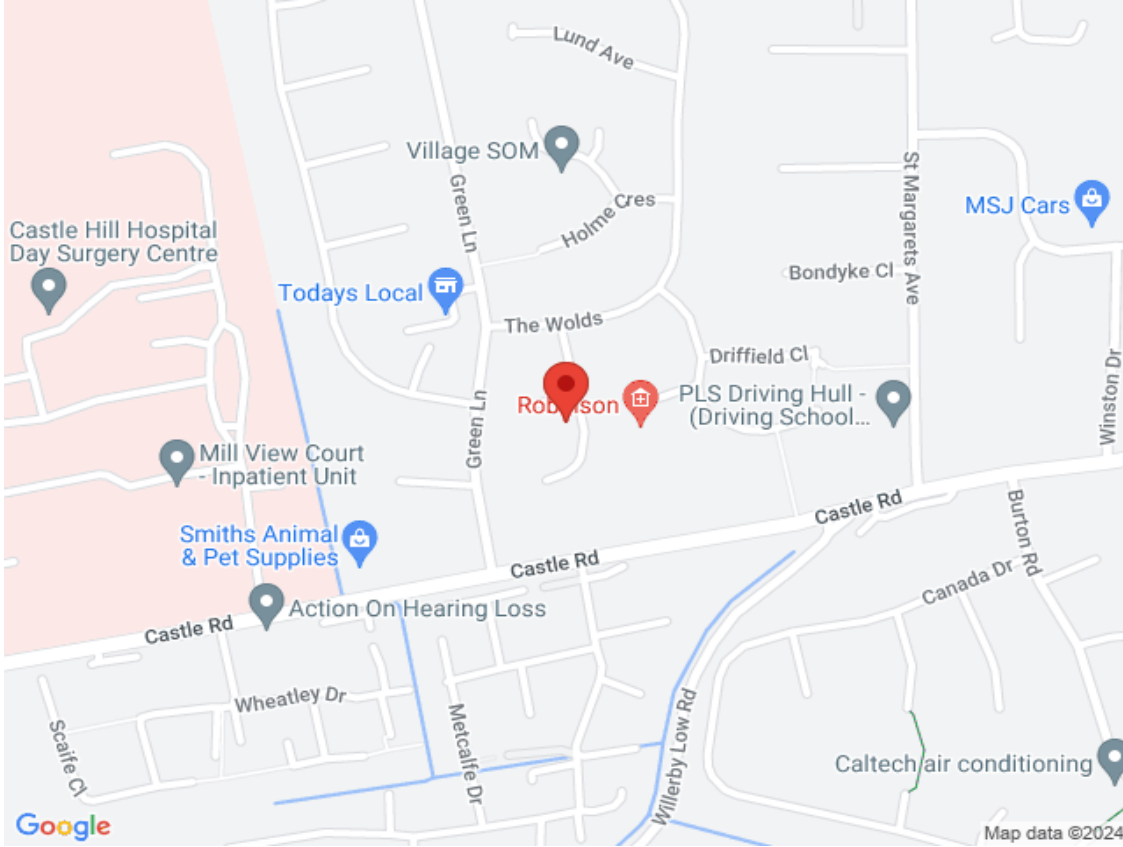 Lund Ave
Village SOM
Green Ln
St Margarets Ave
MSJ Cars
Holme Cres
Castle Hill Hospital
Day Surgery Centre
Bondyke Cl
Todays Local
The Wolds
Driffield Cl
Winston Dr
Robinson
PLS Driving Hull -
(Driving School...
Green Ln
Mill View Court
- Inpatient Unit
Castle Rd
Burton Rd
Smiths Animal
& Pet Supplies
Castle Rd
Canada Dr
Action On Hearing Loss
Castle Rd
Wheatley Dr
Scaife Cl
Metcalfe Dr
Willerby Low Rd
Caltech air conditioning
Google
Map data ©2024